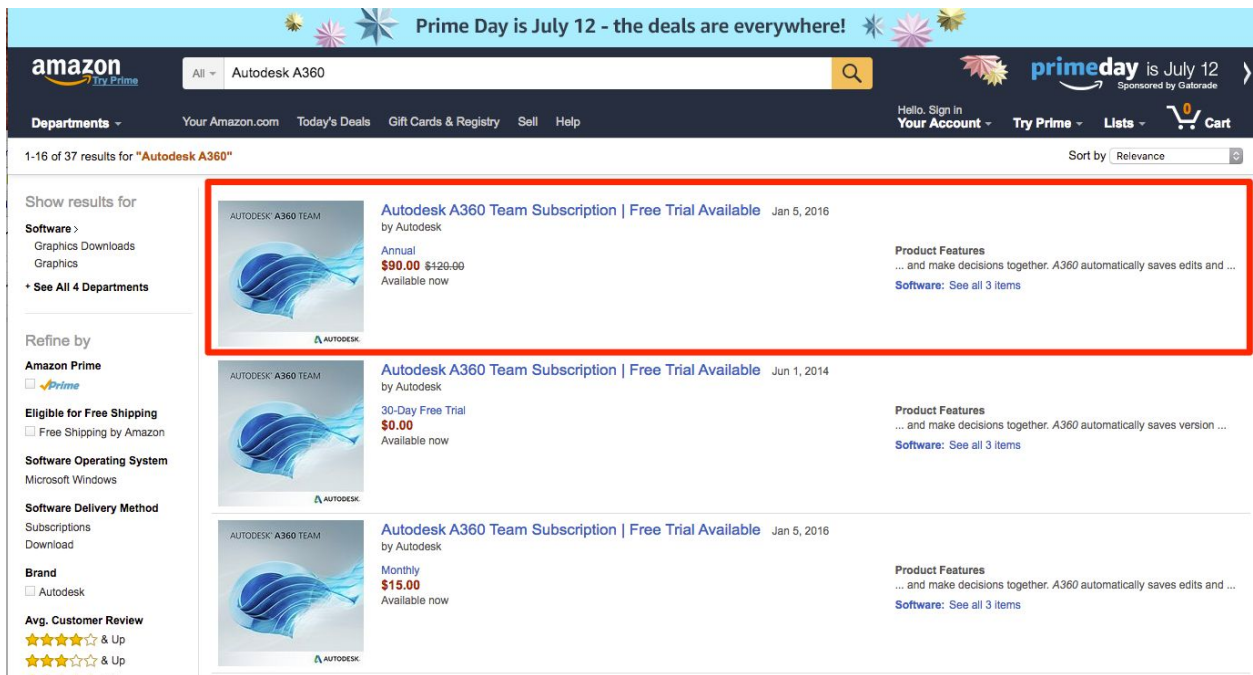 Prime Day is July 12 - the deals are everywhere!
amazon
Try Prime
All
Autodesk A360
primeday is July 12
Sponsored by Gatorade
Departments
Your Amazon.com Today's Deals Gift Cards & Registry Sell Help
Hello. Sign in
Your Account
Try Prime
Lists
0
Cart
1-16 of 37 results for "Autodesk A360"
Sort by Relevance
Show results for
Software >
Graphics Downloads
Graphics
+ See All 4 Departments
Refine by
Amazon Prime
Prime
Eligible for Free Shipping
Free Shipping by Amazon
Software Operating System
Microsoft Windows
Software Delivery Method
Subscriptions
Download
Brand
Autodesk
Avg. Customer Review
& Up
& Up
AUTODESK' A360 TEAM
AUTODESK.
Autodesk A360 Team Subscription | Free Trial Available Jan 5, 2016
by Autodesk
Annual
$90.00 $120.00
Available now
Product Features
... and make decisions together. A360 automatically saves edits and ...
Software: See all 3 items
AUTODESK' A360 TEAM
AUTODESK.
Autodesk A360 Team Subscription | Free Trial Available Jun 1, 2014
by Autodesk
30-Day Free Trial
$0.00
Available now
Product Features
... and make decisions together. A360 automatically saves version ...
Software: See all 3 items
AUTODESK' A360 TEAM
AUTODESK.
Autodesk A360 Team Subscription | Free Trial Available Jan 5, 2016
by Autodesk
Monthly
$15.00
Available now
Product Features
... and make decisions together. A360 automatically saves edits and ...
Software: See all 3 items